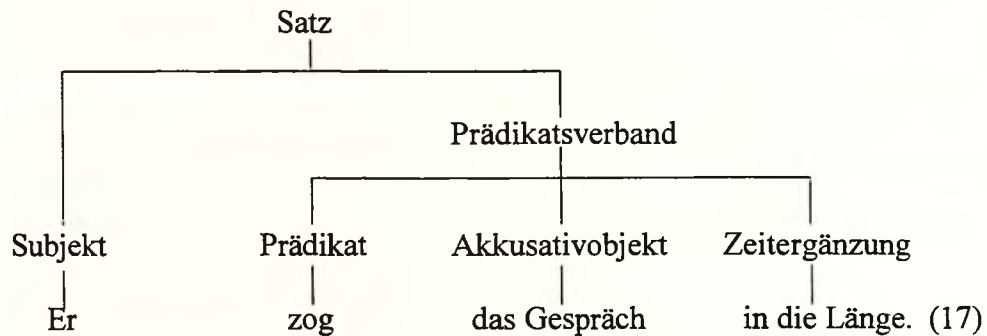 Satz
Prädikatsverband
Subjekt Prädikat Akkusativobjekt Zeitergänzung
Er zog das Gespräch in die Länge. (17)